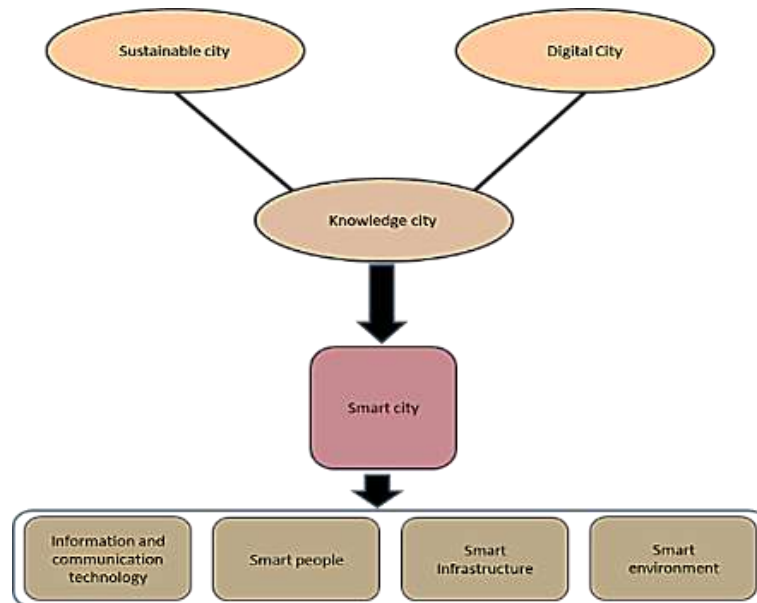 Sustainable city
Digital City
Knowledge city
Smart city
Information and
communication
technology
Smart people
Smart
Infrastructure
Smart
environment